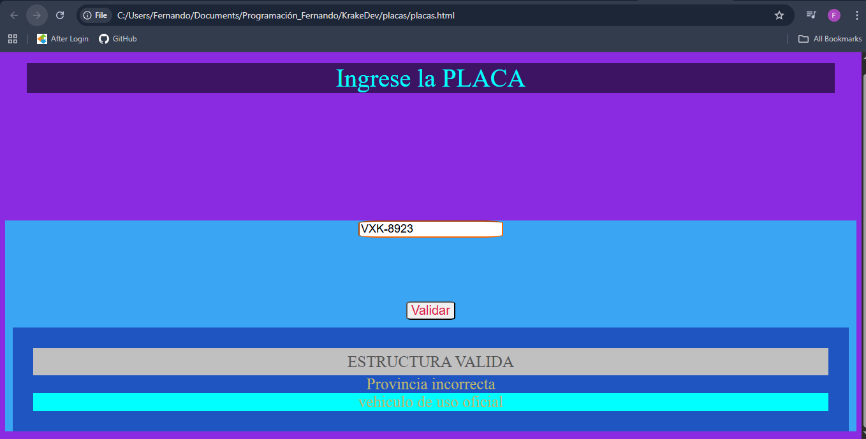 File C:/Users/Fernando/Documents/Programación_Fernando/KrakeDev/placas/placas.html F
After Login GitHub All Bookmarks
Ingrese la PLACA
VXK-8923
Validar
ESTRUCTURA VALIDA
Provincia incorrecta
vehiculo de uso oficial